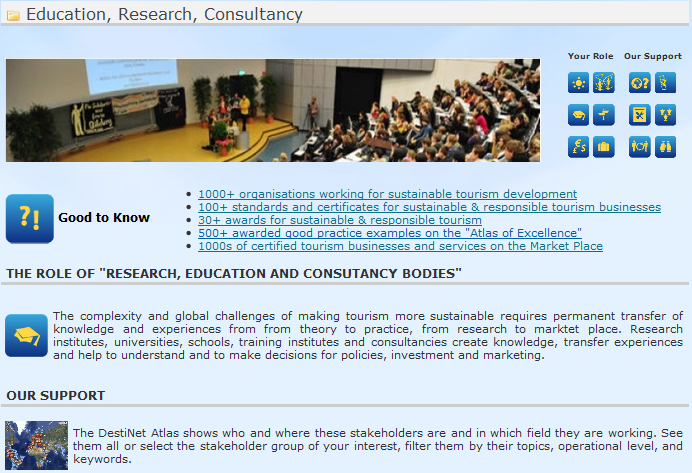 Education, Research, Consultancy
Your Role Our Support
Good to Know
1000+ organisations working for sustainable tourism development
100+ standards and certificates for sustainable & responsible tourism businesses
30+ awards for sustainable & responsible tourism
500+ awarded good practice examples on the "Atlas of Excellence"
1000s of certified tourism businesses and services on the Market Place
THE ROLE OF "RESEARCH, EDUCATION AND CONSUTANCY BODIES"
The complexity and global challenges of making tourism more sustainable requires permanent transfer of
knowledge and experiences from from theory to practice, from research to marktet place. Research
institutes, universities, schools, training institutes and consultancies create knowledge, transfer experiences
and help to understand and to make decisions for policies, investment and marketing.
OUR SUPPORT
The DestiNet Atlas shows who and where these stakeholders are and in which field they are working. See
them all or select the stakeholder group of your interest, filter them by their topics, operational level, and
keywords.